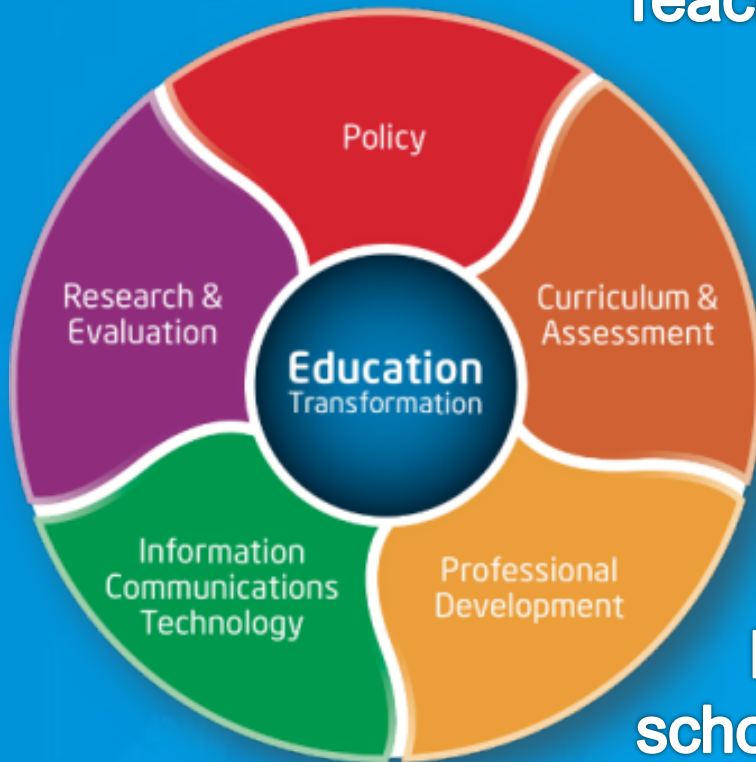 Policy
Research &
Evaluation
Curriculum &
Assessment
Education
Transformation
Information
Communications
Technology
Professional
Development